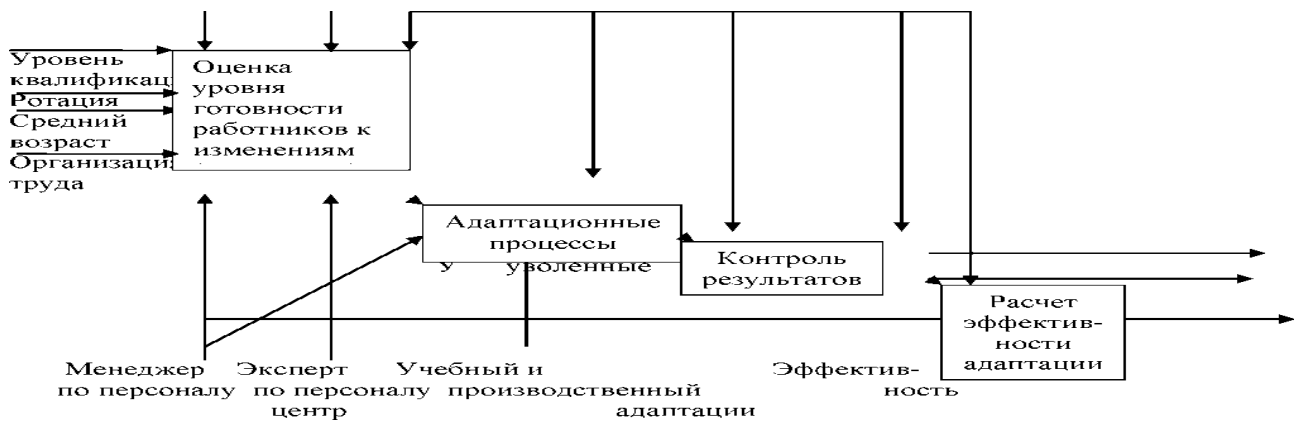 Уровень
квалификац
Ротация
Средний
возраст
Организация
труда
Оценка
уровня
готовности
работников к
изменениям
Адаптационные
процессы
у уволенные
Контроль
результатов
Расчет
эффектив-
ности
адаптации
Менеджер Эксперт Учебный и Эффектив-
по персоналу по персоналу производственный ность
центр адаптации